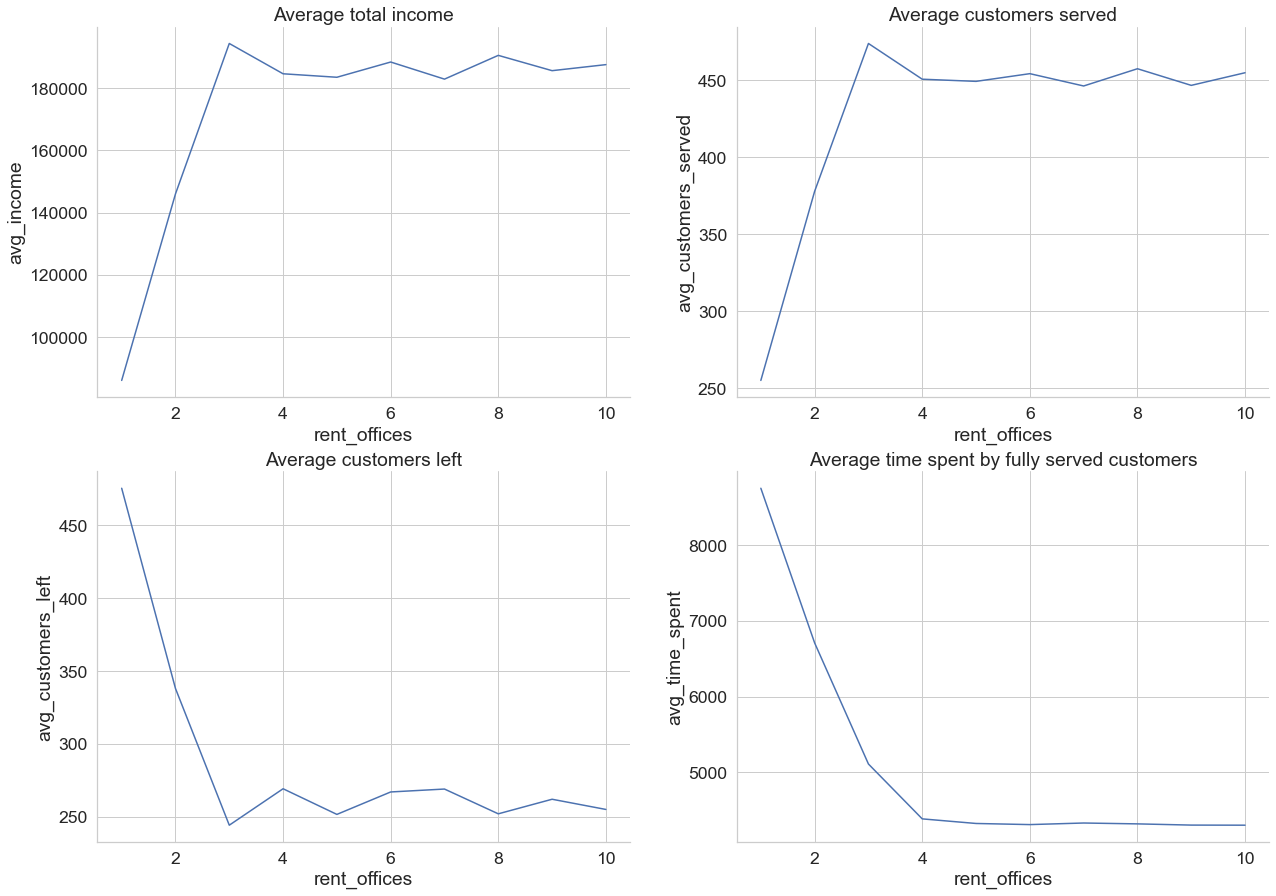 Average total income
180000
160000
140000
120000
100000
avg_income
2 4 6 8 10
rent_offices
Average customers served
450
400
350
300
250
avg_customers_served
2 4 6 8 10
rent_offices
Average customers left
450
400
350
300
250
avg_customers_left
2 4 6 8 10
rent_offices
Average time spent by fully served customers
8000
7000
6000
5000
avg_time_spent
2 4 6 8 10
rent_offices